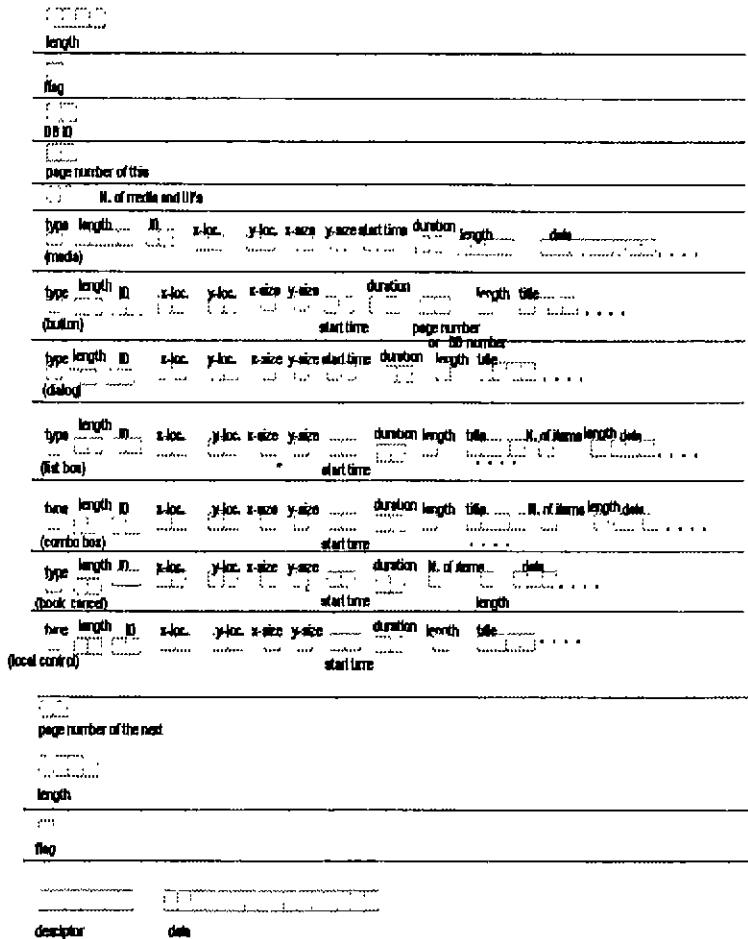 length
flag
DB ID
page number of this
N. of media and UI's
type length ID x-loc. y-loc. x-size y-size start time duration length data
(media)
type length ID x-loc. y-loc. x-size y-size duration length title
(button) start time page number
or DB number
type length ID x-loc. y-loc. x-size y-size start time duration length title
(dialog)
type length ID x-loc. y-loc. x-size y-size duration length title N. of items length data
(list box) start time
type length ID x-loc. y-loc. x-size y-size duration length title N. of items length data
(combo box) start time
type length ID x-loc. y-loc. x-size y-size duration N. of items data
(book cancel) start time length
type length ID x-loc. y-loc. x-size y-size duration length title
(local control) start time
page number of the next
length
flag
desciptor data